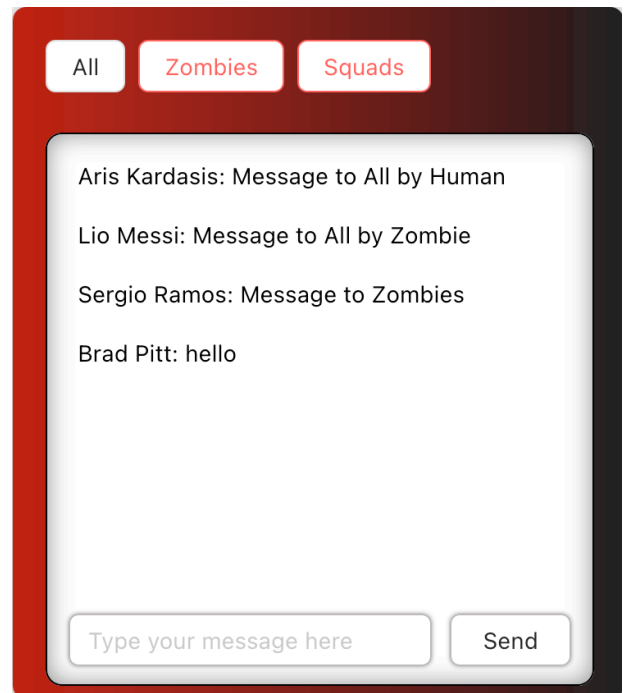 All Zombies Squads
Aris Kardasis: Message to All by Human
Lio Messi: Message to All by Zombie
Sergio Ramos: Message to Zombies
Brad Pitt: hello
Type your message here Send